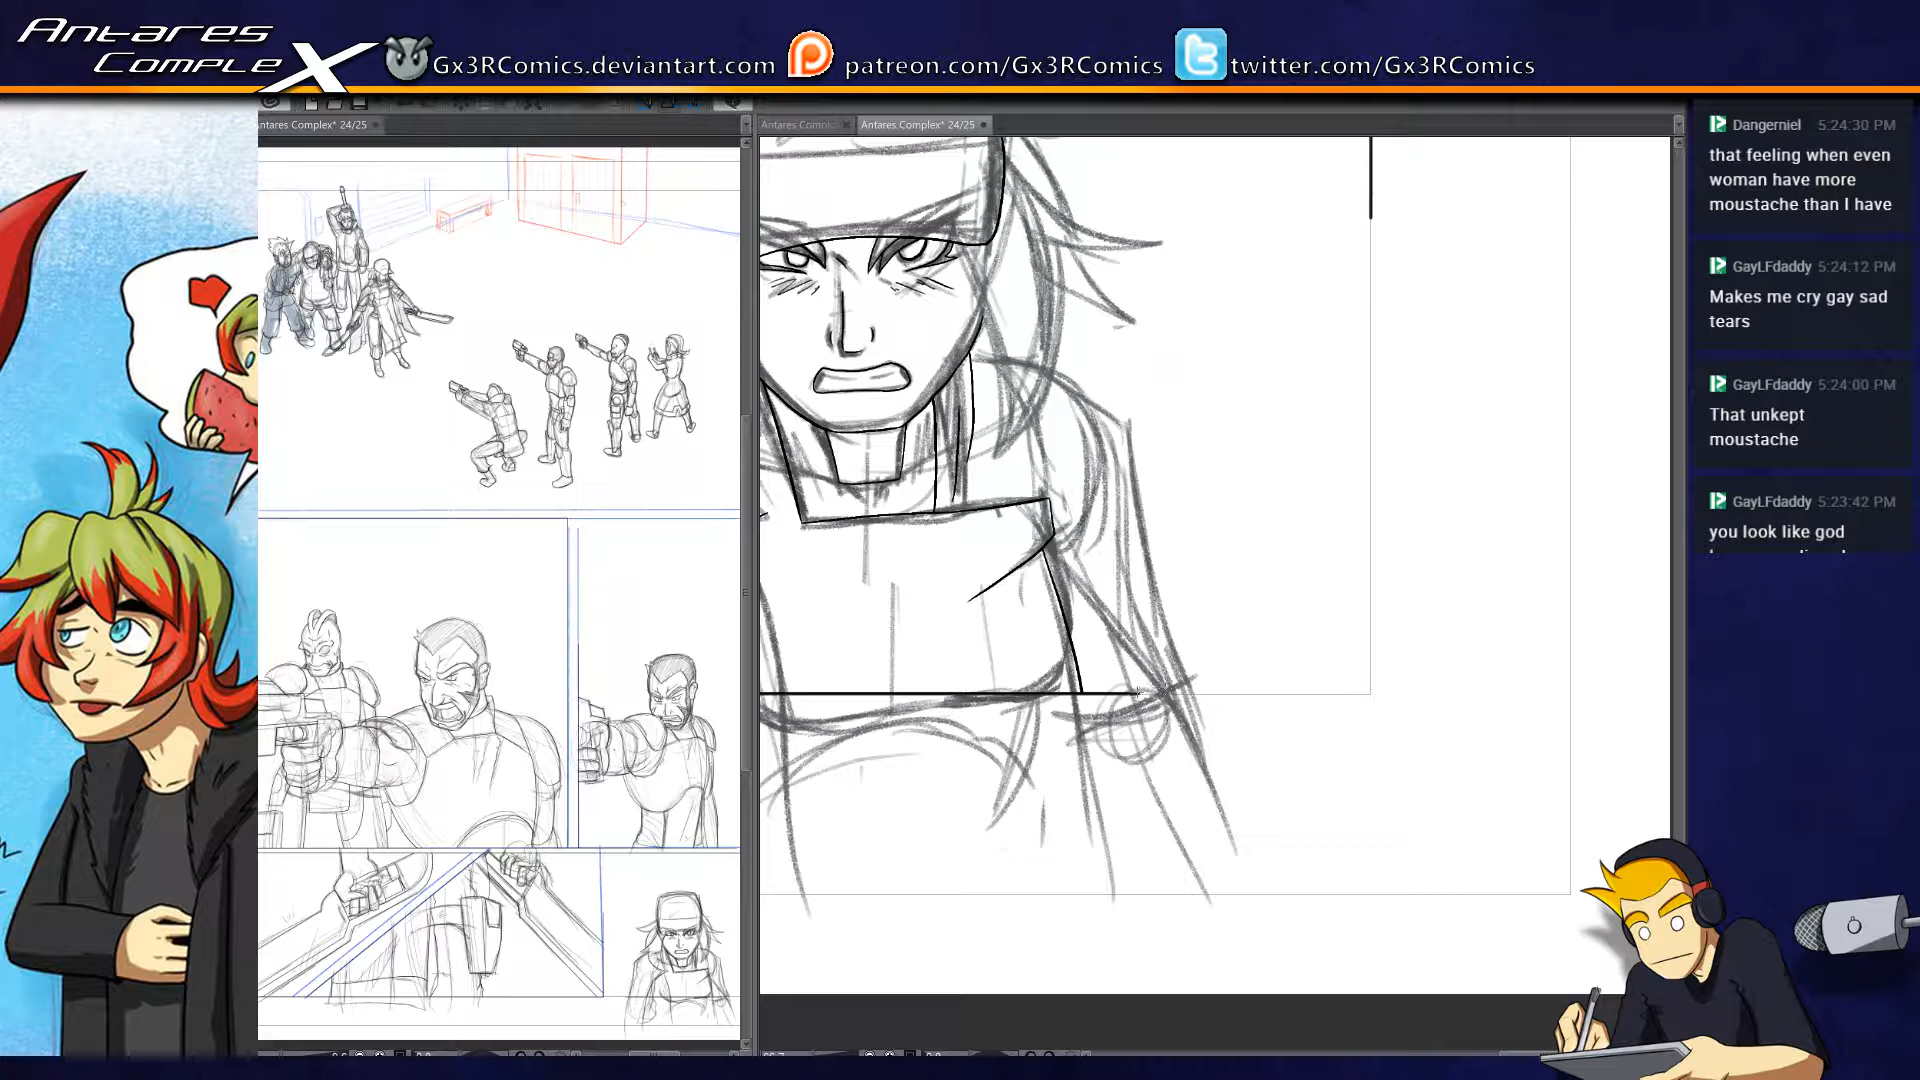 Antares
Complex
Gx3RComics.deviantart.com
patreon.com/Gx3RComics
twitter.com/Gx3RComics
ntares Complex* 24/25
Antares Compl
Antares Complex* 24/25
Dangerniel 5:24:30 PM
that feeling when even
woman have more
moustache than I have
GayLFdaddy 5:24:12 PM
Makes me cry gay sad
tears
GayLFdaddy 5:24:00 PM
That unkept
moustache
GayLFdaddy 5:23:42 PM
you look like god